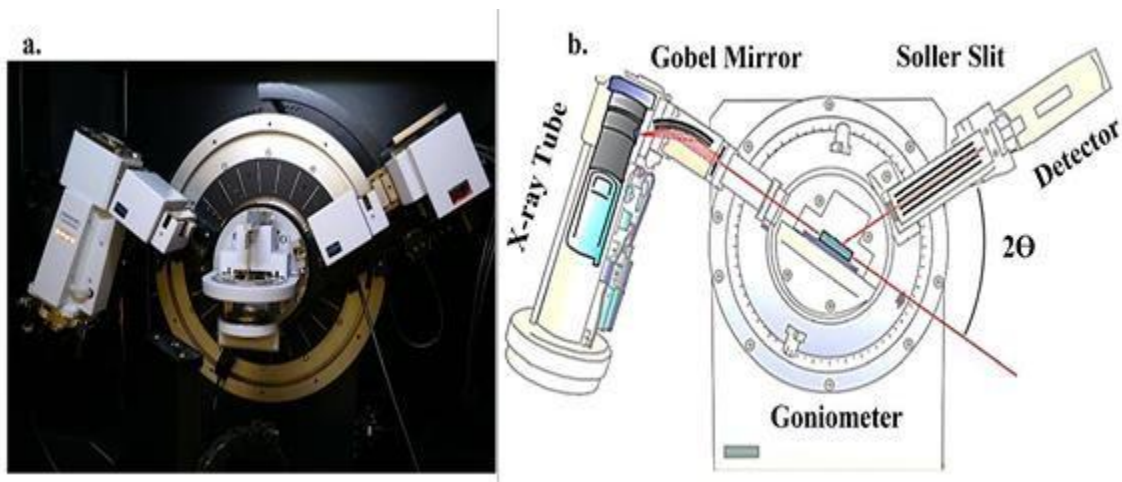 a.
b.
Gobel Mirror
Soller Slit
X-ray Tube
Detector
2Θ
Goniometer